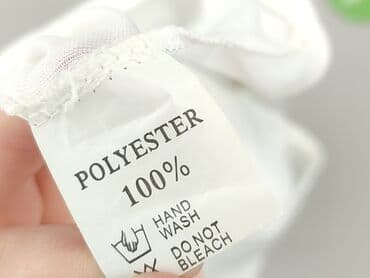 POLYESTER
100%
HAND
WASH
DO NOT
BLEACH